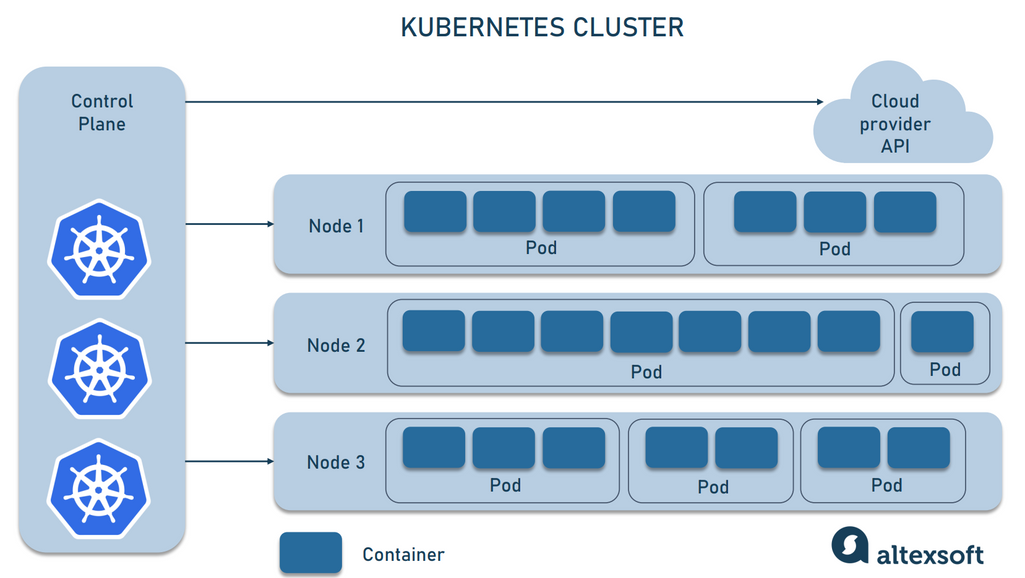 KUBERNETES CLUSTER
Control
Plane
Cloud
provider
API
Node 1
Pod
Pod
Node 2
Pod
Pod
Node 3
Pod
Pod
Pod
Container
altexsoft